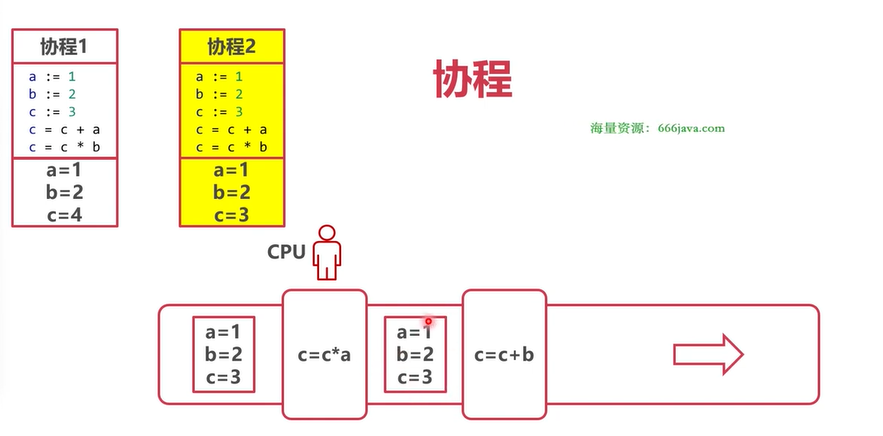 协程1
a := 1
b := 2
c := 3
c = c + a
c = c * b
a=1
b=2
c=4
协程2
a := 1
b := 2
c := 3
c = c + a
c = c * b
a=1
b=2
c=3
协程
海量资源：666java.com
CPU
a=1
b=2
c=3
c=c*a
a=1
b=2
c=3
c=c+b